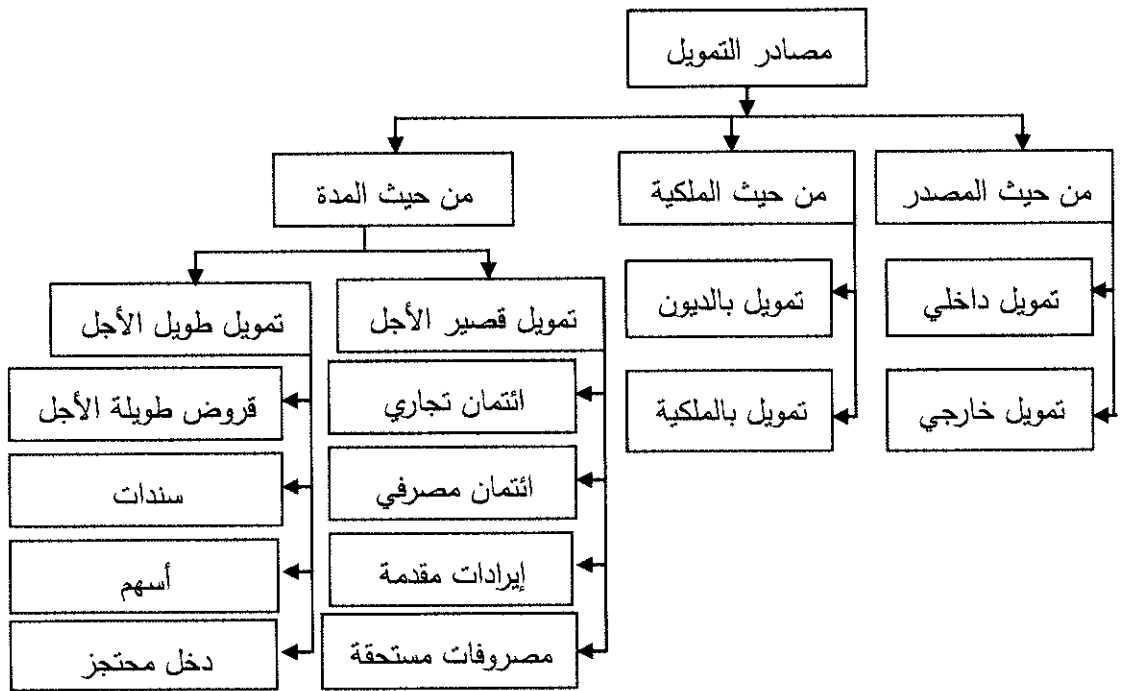 مصادر التمويل
من حيث المصدر
من حيث الملكية
من حيث المدة
تمويل داخلي
تمويل خارجي
تمويل بالديون
تمويل بالملكية
تمويل قصير الأجل
ائتمان تجاري
ائتمان مصرفي
إيرادات مقدمة
مصروفات مستحقة
تمويل طويل الأجل
قروض طويلة الأجل
سندات
أسهم
دخل محتجز